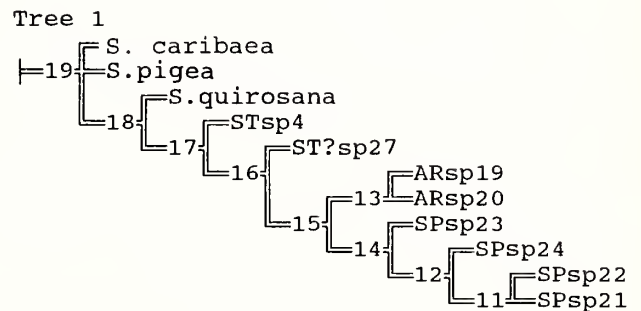 Tree 1
S. caribaea
19 S.pigea
S.quirosana
18
STsp4
17
ST?sp27
16
ARsp19
13
ARsp20
15
SPsp23
14
SPsp24
12
SPsp22
11 SPsp21